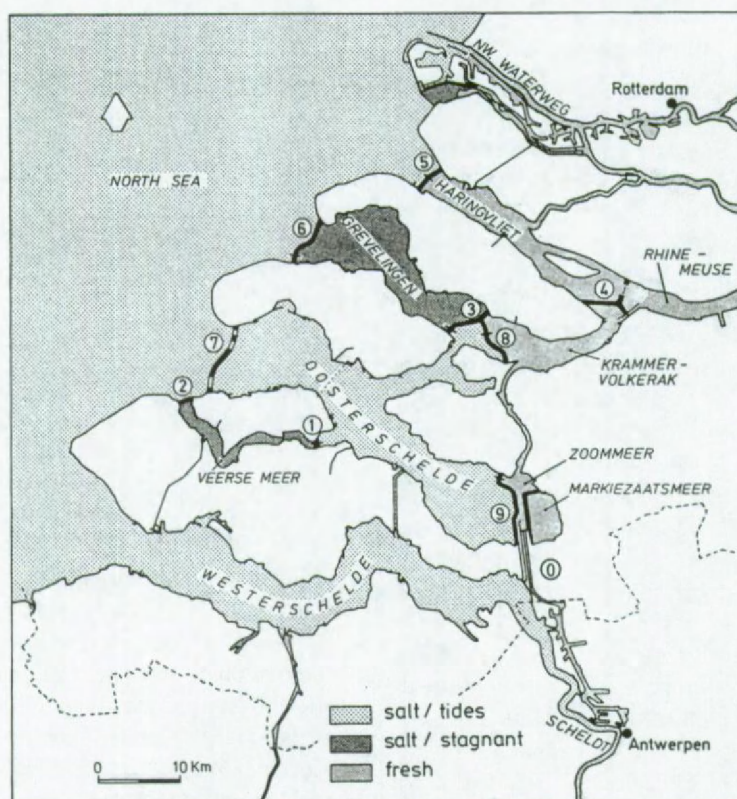 NW. WATERWEG
Rotterdam
NORTH SEA
5
HARINGVLIET
6
GREVELINGEN
RHINE -
MEUSE
4
3
8
7
KRAMMER-
VOLKERAK
2
OOSTERSCHELDE
1
ZOOMMEER
VEERSE MEER
MARKIEZAATSMEER
9
0
WESTERSCHELDE
salt / tides
salt / stagnant
SCHELDT
Antwerpen
0 10 Km
fresh